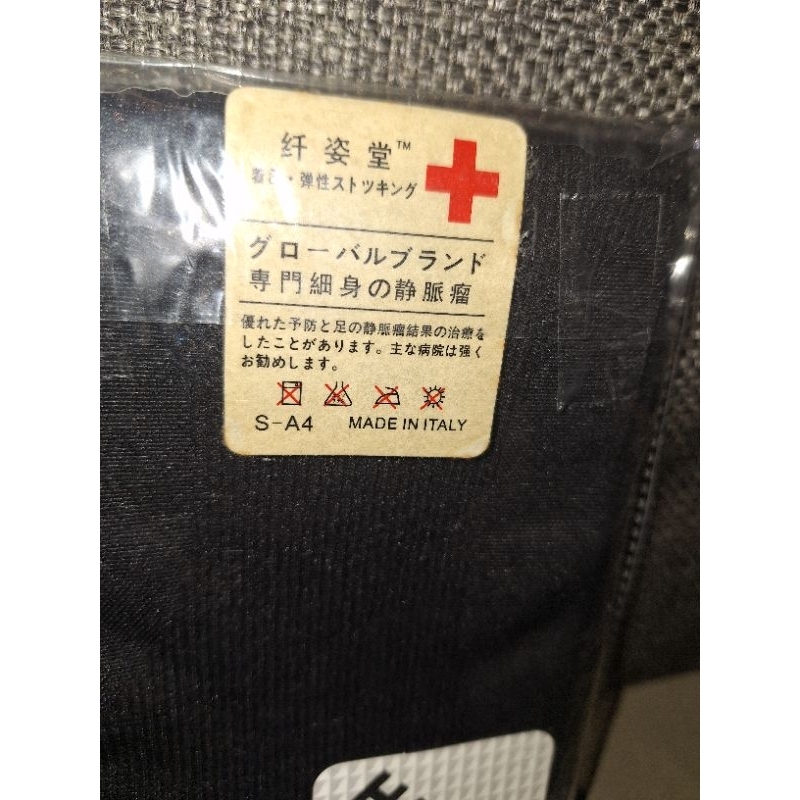 纤姿堂™
着圧・弾性ストツキング
グローバルブランド
専門細身の静脈瘤
優れた予防と足の静脈瘤結果の治療を
したことがあります。主な病院は強く
お勧めします。
S-A4 MADE IN ITALY